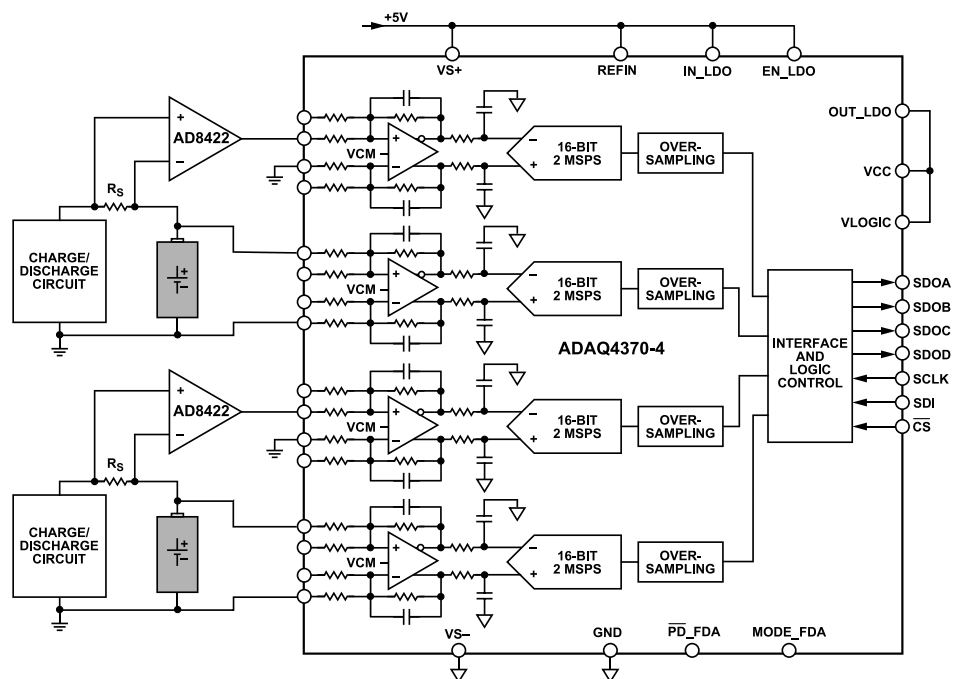 +5V
VS+
REFIN
IN_LDO
EN_LDO
OUT_LDO
VCC
VLOGIC
+
AD8422
–
RS
CHARGE/
DISCHARGE
CIRCUIT
+
–
+
VCM
–
–
16-BIT
2 MSPS
+
OVER-
SAMPLING
+
VCM
–
–
16-BIT
2 MSPS
+
OVER-
SAMPLING
ADAQ4370-4
INTERFACE
AND
LOGIC
CONTROL
SDOA
SDOB
SDOC
SDOD
SCLK
SDI
CS
+
AD8422
–
RS
CHARGE/
DISCHARGE
CIRCUIT
+
–
+
VCM
–
–
16-BIT
2 MSPS
+
OVER-
SAMPLING
+
VCM
–
–
16-BIT
2 MSPS
+
OVER-
SAMPLING
VS–
GND
PD_FDA
MODE_FDA